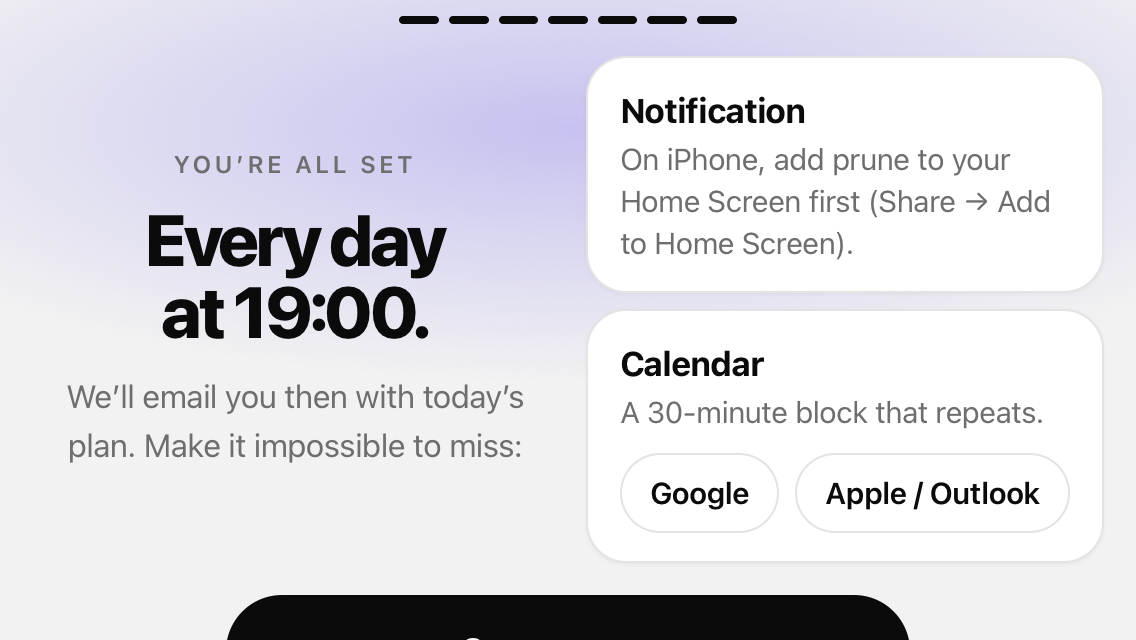 YOU’RE ALL SET
Every day
at 19:00.
We’ll email you then with today’s
plan. Make it impossible to miss:
Notification
On iPhone, add prune to your
Home Screen first (Share → Add
to Home Screen).
Calendar
A 30-minute block that repeats.
Google
Apple / Outlook